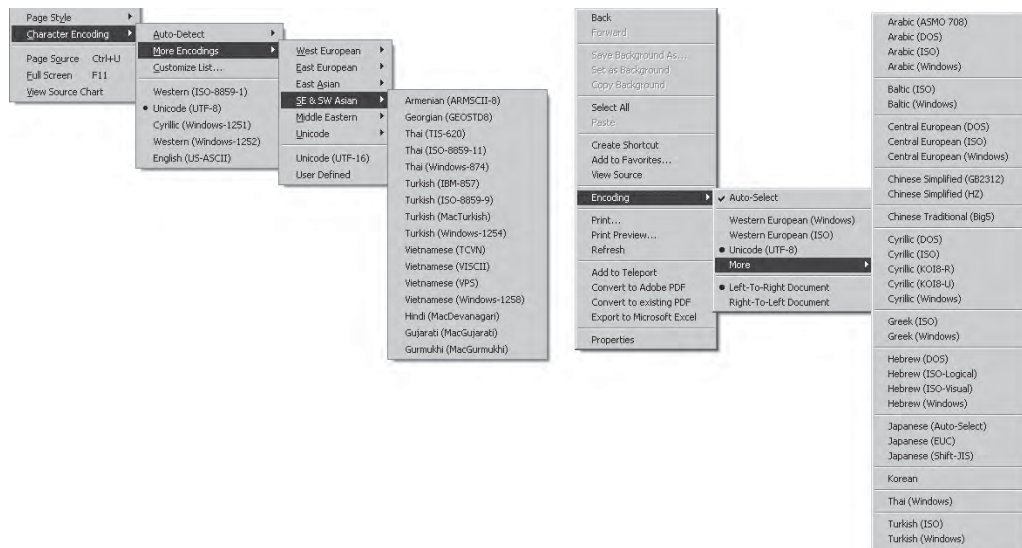 Page Style
Character Encoding
Page Source Ctrl+U
Full Screen F11
View Source Chart
Auto-Detect
More Encodings
Customize List...
Western (ISO-8859-1)
Unicode (UTF-8)
Cyrillic (Windows-1251)
Western (Windows-1252)
English (US-ASCII)
West European
East European
East Asian
SE & SW Asian
Middle Eastern
Unicode
Unicode (UTF-16)
User Defined
Armenian (ARMSCII-8)
Georgian (GEOSTD8)
Thai (TIS-620)
Thai (ISO-8859-11)
Thai (Windows-874)
Turkish (IBM-857)
Turkish (ISO-8859-9)
Turkish (MacTurkish)
Turkish (Windows-1254)
Vietnamese (TCVN)
Vietnamese (VISCII)
Vietnamese (VPS)
Vietnamese (Windows-1258)
Hindi (MacDevanagari)
Gujarati (MacGujarati)
Gurmukhi (MacGurmukhi)
Back
Forward
Save Background As...
Set as Background
Copy Background
Select All
Paste
Create Shortcut
Add to Favorites...
View Source
Encoding
Print...
Print Preview...
Refresh
Add to Teleport
Convert to Adobe PDF
Convert to existing PDF
Export to Microsoft Excel
Properties
Auto-Select
Western European (Windows)
Western European (ISO)
Unicode (UTF-8)
More
Left-To-Right Document
Right-To-Left Document
Arabic (ASMO 708)
Arabic (DOS)
Arabic (ISO)
Arabic (Windows)
Baltic (ISO)
Baltic (Windows)
Central European (DOS)
Central European (ISO)
Central European (Windows)
Chinese Simplified (GB2312)
Chinese Simplified (HZ)
Chinese Traditional (Big5)
Cyrillic (DOS)
Cyrillic (ISO)
Cyrillic (KOI8-R)
Cyrillic (KOI8-U)
Cyrillic (Windows)
Greek (ISO)
Greek (Windows)
Hebrew (DOS)
Hebrew (ISO-Logical)
Hebrew (ISO-Visual)
Hebrew (Windows)
Japanese (Auto-Select)
Japanese (EUC)
Japanese (Shift-JIS)
Korean
Thai (Windows)
Turkish (ISO)
Turkish (Windows)